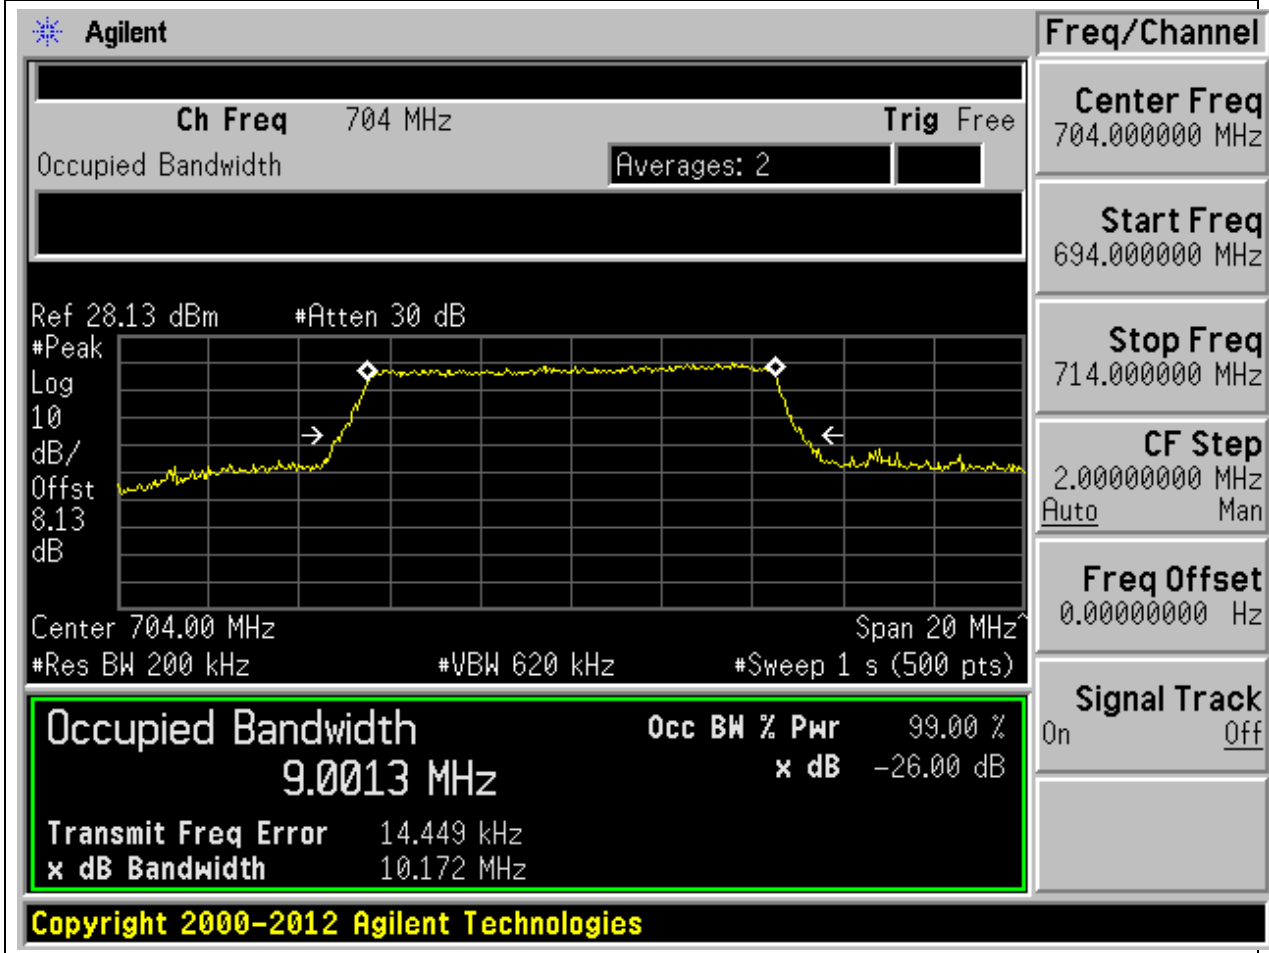 Agilent
Freq/Channel
Ch Freq 704 MHz Trig Free
Occupied Bandwidth Averages: 2
Center Freq
704.000000 MHz
Start Freq
694.000000 MHz
Stop Freq
714.000000 MHz
CF Step
2.00000000 MHz
Auto Man
Freq Offset
0.00000000 Hz
Signal Track
On Off
Ref 28.13 dBm #Atten 30 dB
#Peak
Log
10
dB/
Offst
8.13
dB
Center 704.00 MHz Span 20 MHz^
#Res BW 200 kHz #VBW 620 kHz #Sweep 1 s (500 pts)
Occupied Bandwidth Occ BW % Pwr 99.00 %
9.0013 MHz x dB -26.00 dB
Transmit Freq Error 14.449 kHz
x dB Bandwidth 10.172 MHz
Copyright 2000-2012 Agilent Technologies